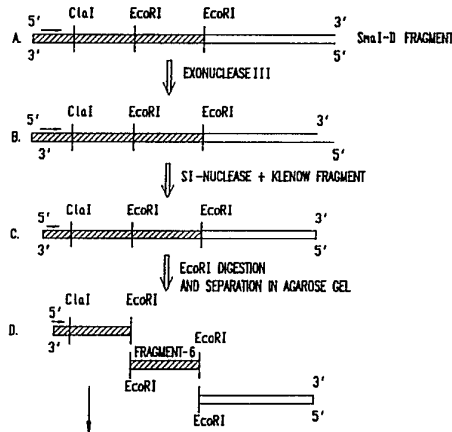 5' ClaI EcoRI EcoRI 3'
A. SmaI-D FRAGMENT
3' 5'
EXONUCLEASE III
5' ClaI EcoRI EcoRI 3'
B.
3' 5'
SI-NUCLEASE + KLENOW FRAGMENT
5' ClaI EcoRI EcoRI 3'
C.
3' 5'
EcoRI DIGESTION
AND SEPARATION IN AGAROSE GEL
5' ClaI EcoRI
D.
3' EcoRI
FRAGMENT-6
EcoRI 3'
EcoRI 5'